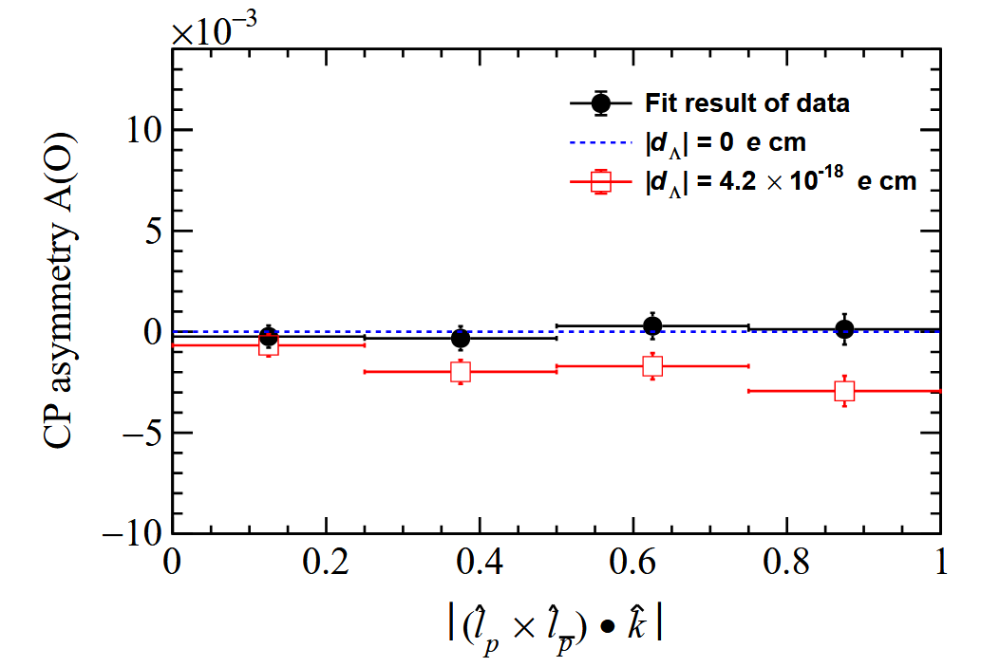 ×10⁻³
Fit result of data
|d_Λ| = 0 e cm
|d_Λ| = 4.2 × 10⁻¹⁸ e cm
CP asymmetry A(O)
10
5
0
−5
−10
0 0.2 0.4 0.6 0.8 1
|(l̂_p × l̂_p̅) • k̂|